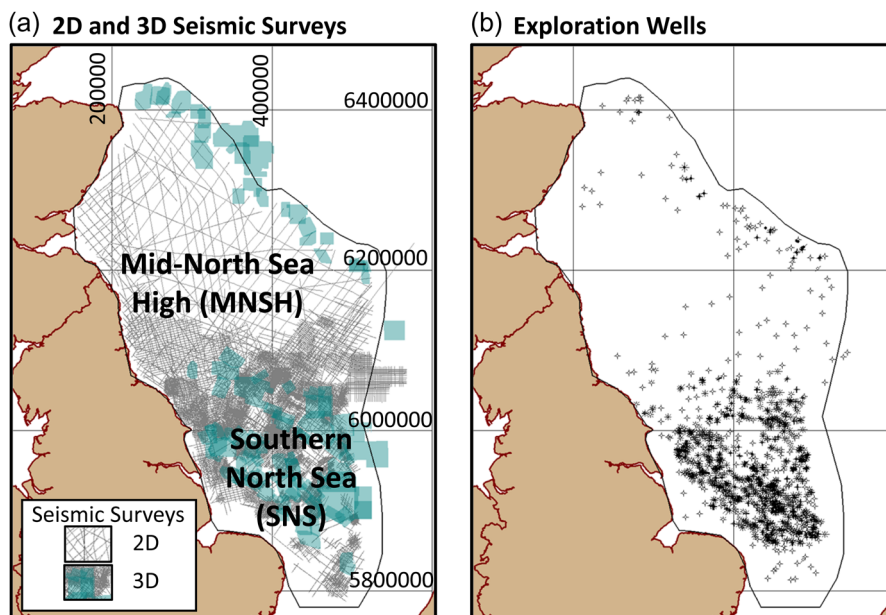 (a) 2D and 3D Seismic Surveys
200000
400000
6400000
Mid-North Sea
High (MNSH)
6200000
6000000
Southern
North Sea
(SNS)
5800000
Seismic Surveys
2D
3D
(b) Exploration Wells